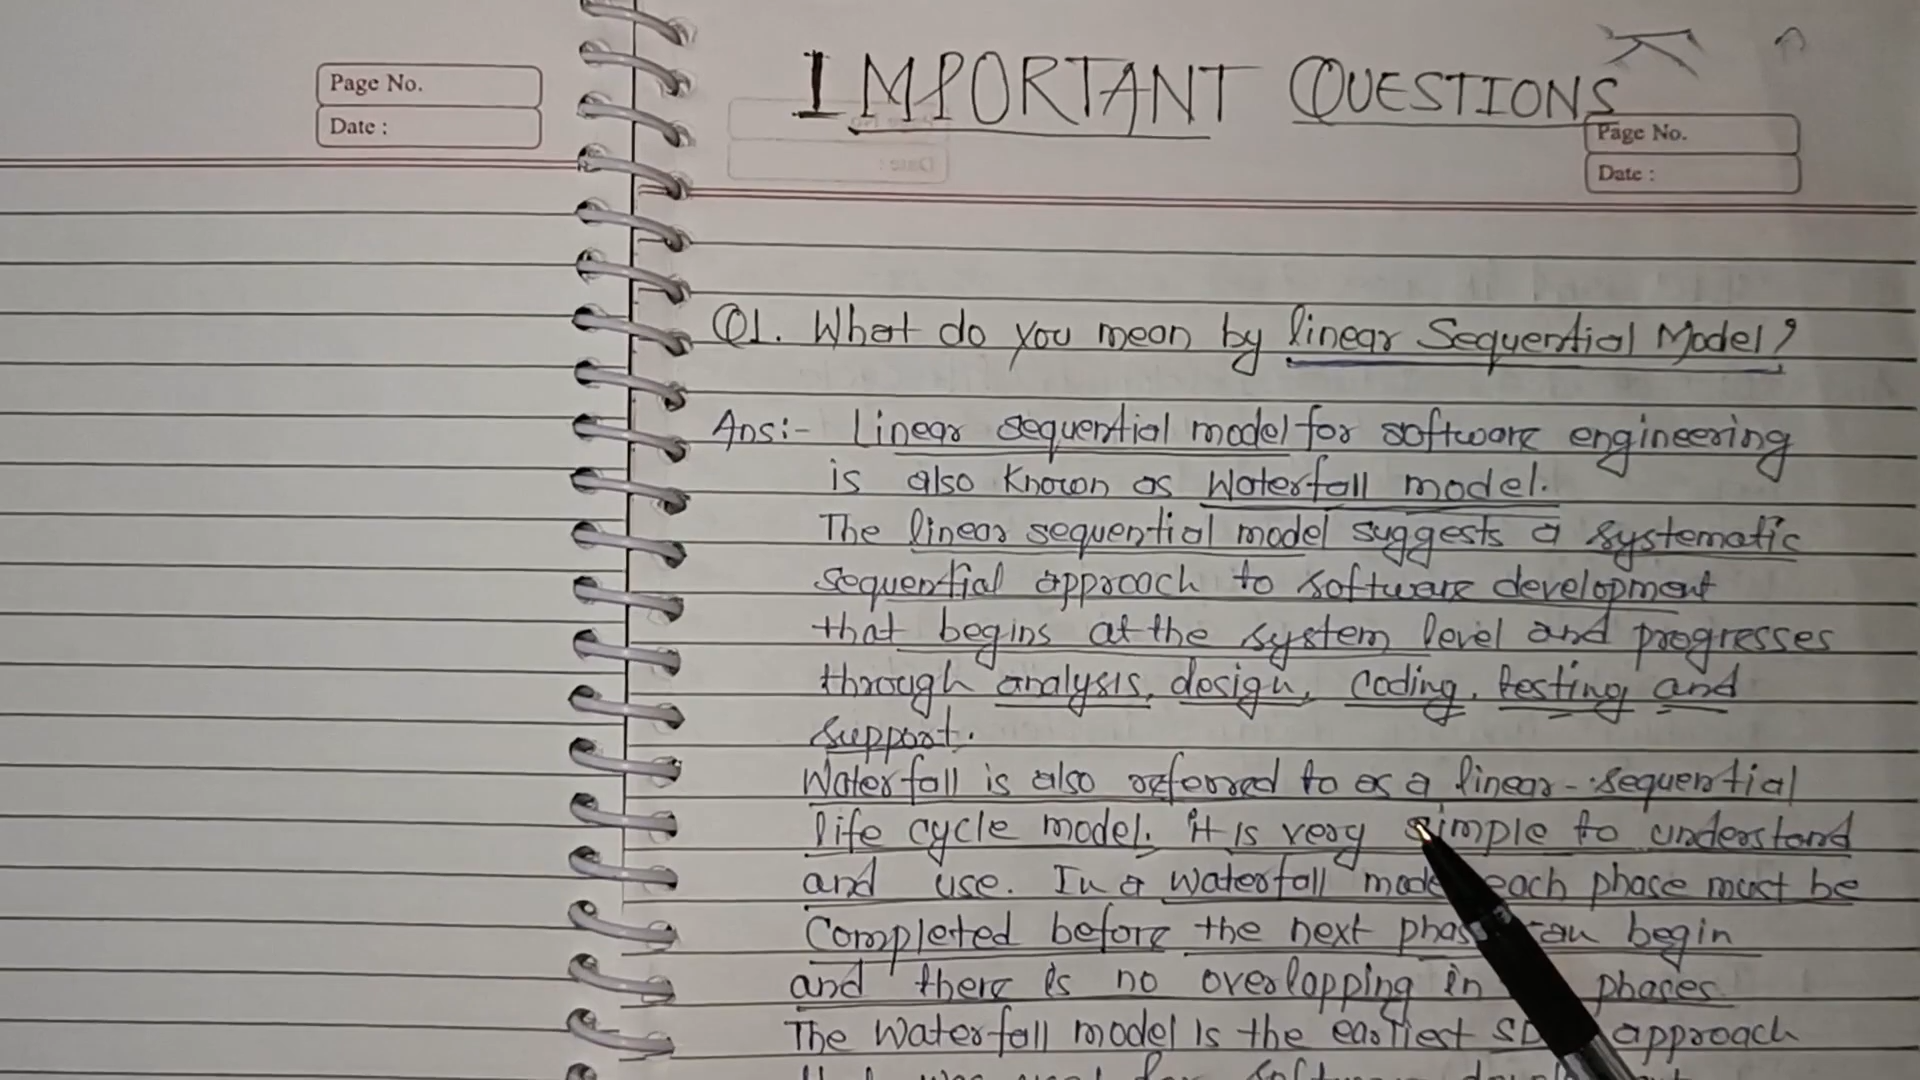 Page No.
Date :
IMPORTANT QUESTIONS
Page No.
Date :
Q1. What do you mean by linear Sequential Model?
Ans:- Linear sequential model for software engineering
is also known as Waterfall model.
The linear sequential model suggests a systematic
sequential approach to software development
that begins at the system level and progresses
through analysis, design, coding, testing and
support.
Waterfall is also referred to as a linear-sequential
life cycle model. It is very simple to understand
and use. In a waterfall model each phase must be
Completed before the next phase can begin
and there is no overlapping in phases.
The Waterfall model is the earliest approach